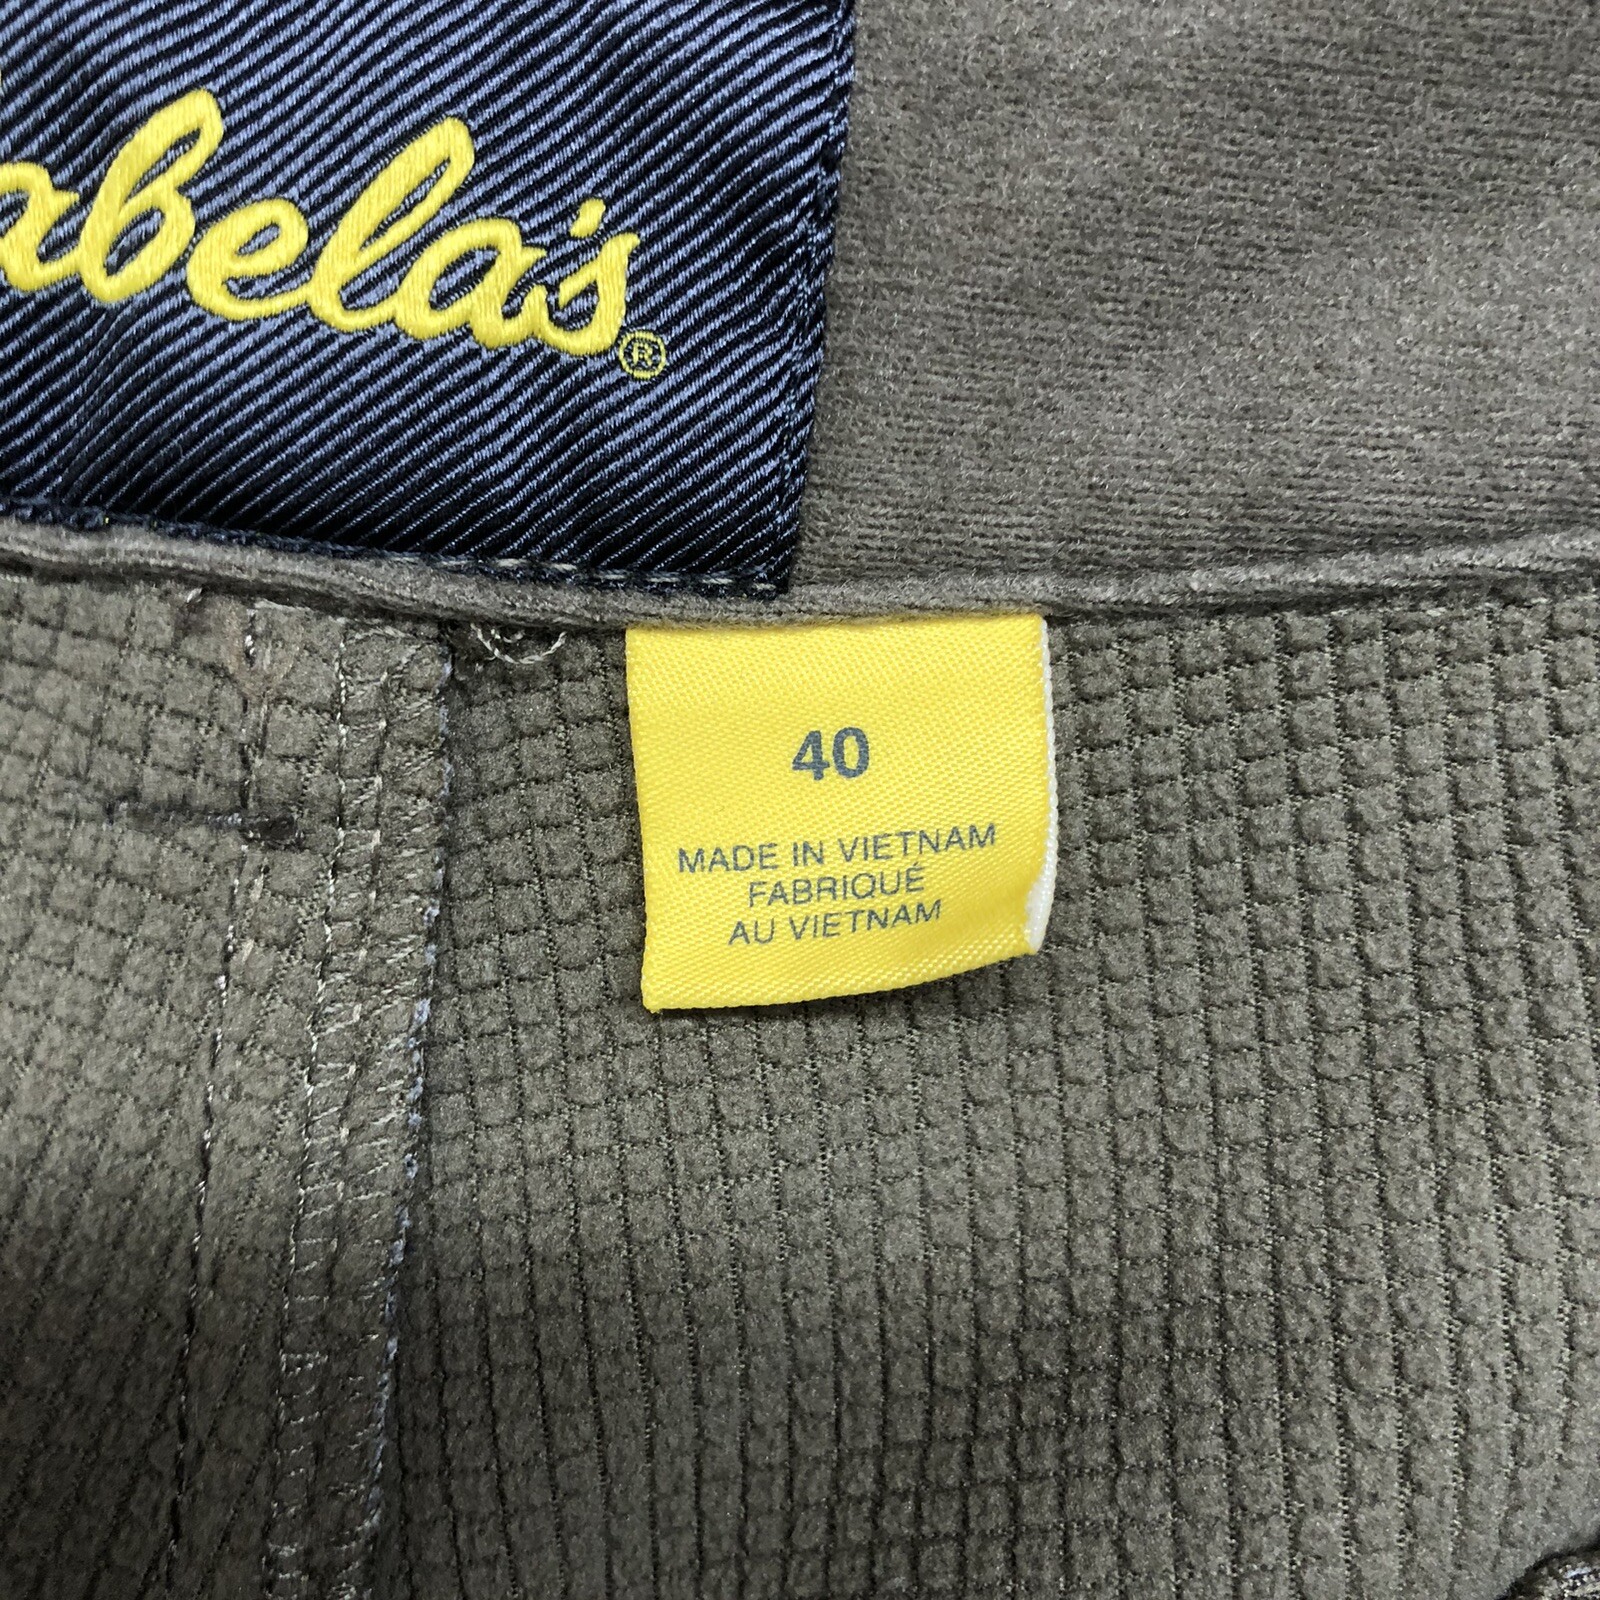 abela's®
40
MADE IN VIETNAM
FABRIQUÉ
AU VIETNAM